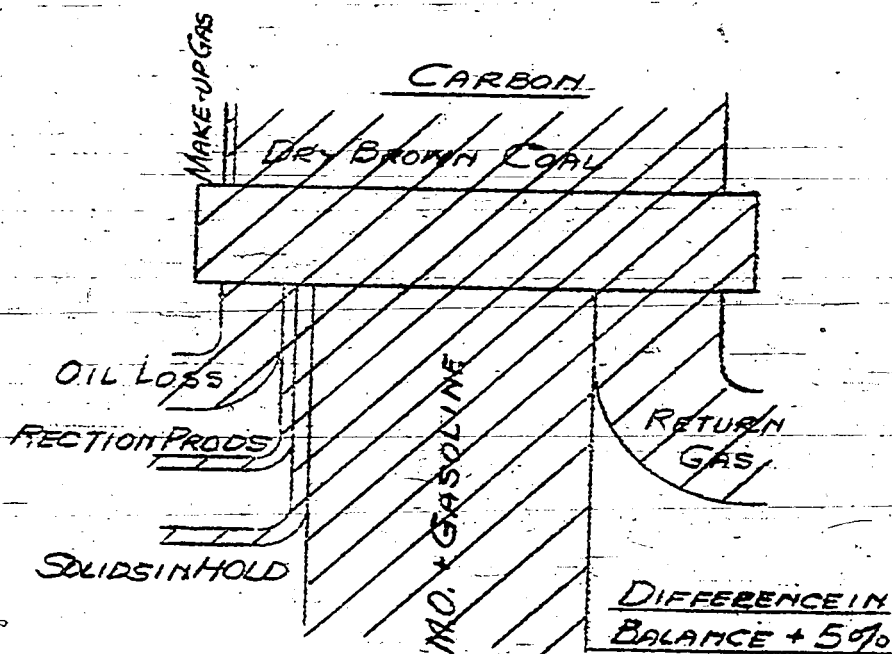 MAKE-UP GAS
CARBON
DRY BROWN COAL
OIL LOSS
RECTION PRODS
SOLIDS IN HOLD
M.O. + GASOLINE
RETURN
GAS
DIFFERENCE IN
BALANCE + 5%